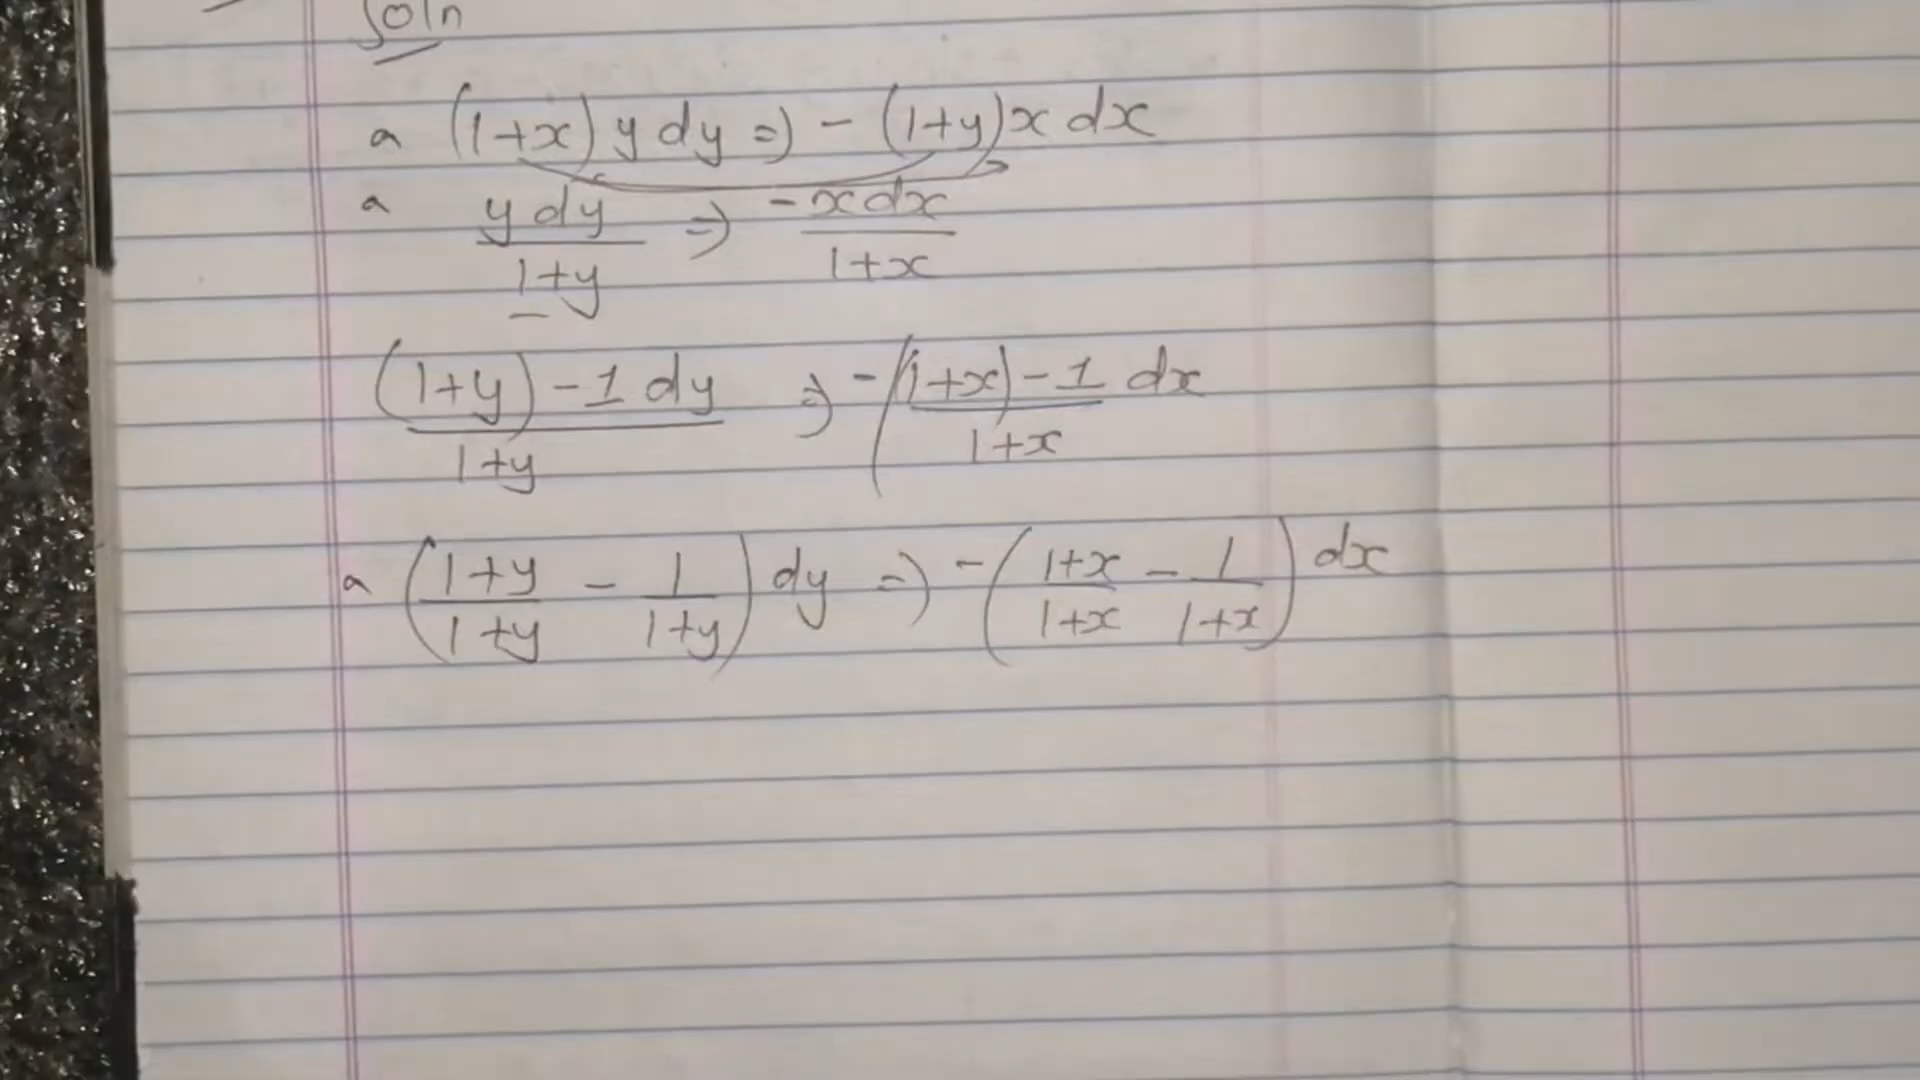 Soln
a (1+x) y dy => - (1+y) x dx
a y dy / 1+y => -x dx / 1+x
(1+y) - 1 dy / 1+y => - (1+x) - 1 dx / 1+x
a (1+y / 1+y - 1 / 1+y) dy => - (1+x / 1+x - 1 / 1+x) dx